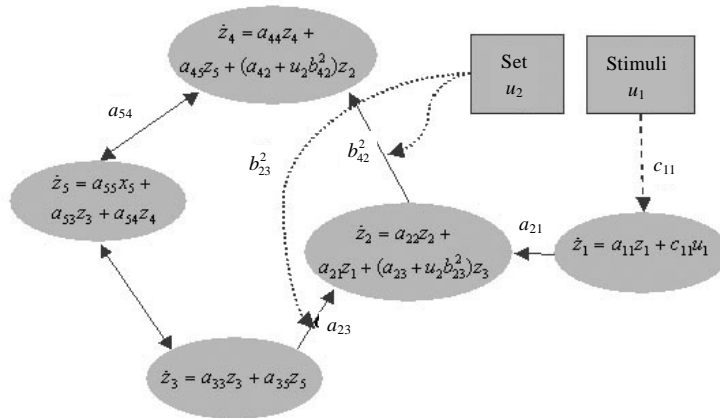 ż₄ = a₄₄z₄ +
a₄₅z₅ + (a₄₂ + u₂b²₄₂)z₂
Set
u₂
Stimuli
u₁
a₅₄
b²₂₃
b²₄₂
c₁₁
ż₅ = a₅₅x₅ +
a₅₃z₃ + a₅₄z₄
ż₂ = a₂₂z₂ +
a₂₁z₁ + (a₂₃ + u₂b²₂₃)z₃
a₂₁
ż₁ = a₁₁z₁ + c₁₁u₁
a₂₃
ż₃ = a₃₃z₃ + a₃₅z₅